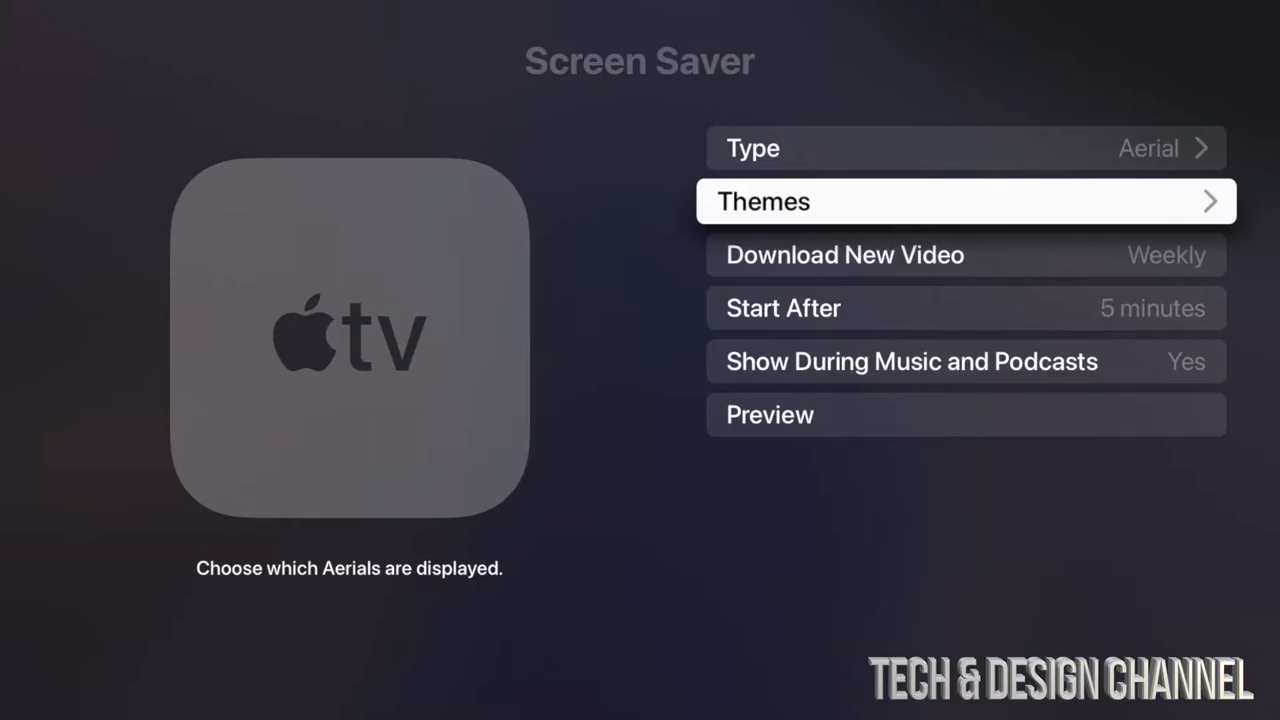 Screen Saver
Type Aerial
Themes
Download New Video Weekly
Start After 5 minutes
Show During Music and Podcasts Yes
Preview
tv
Choose which Aerials are displayed.
TECH & DESIGN CHANNEL